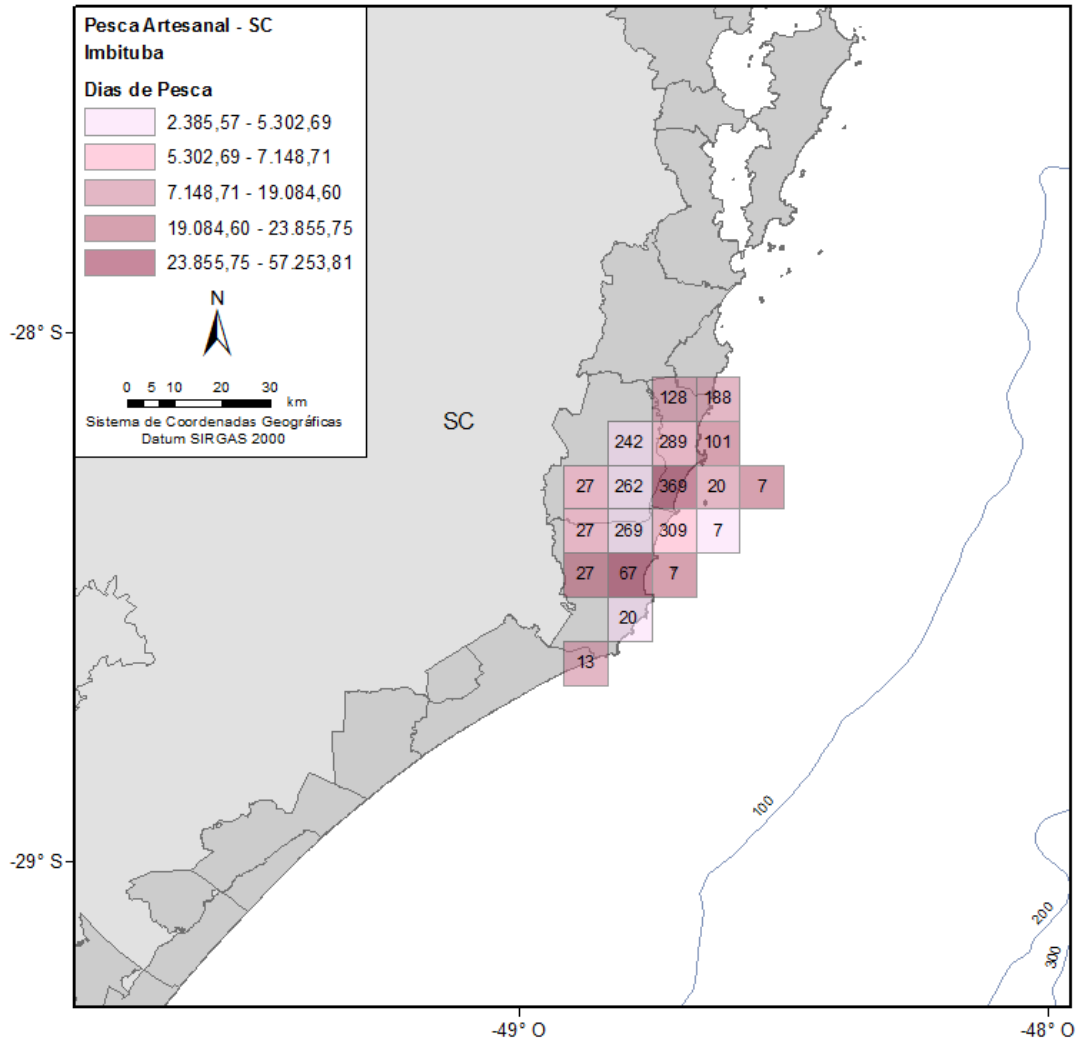 Pesca Artesanal - SC
Imbituba
Dias de Pesca
2.385,57 - 5.302,69
5.302,69 - 7.148,71
7.148,71 - 19.084,60
19.084,60 - 23.855,75
23.855,75 - 57.253,81
N
0 5 10 20 30
km
Sistema de Coordenadas Geográficas
Datum SIRGAS 2000
-28° S
SC
128 188
242 289 101
27 262 369 20 7
27 269 309 7
27 67 7
20
13
100
-29° S
200
300
-49° O
-48° O